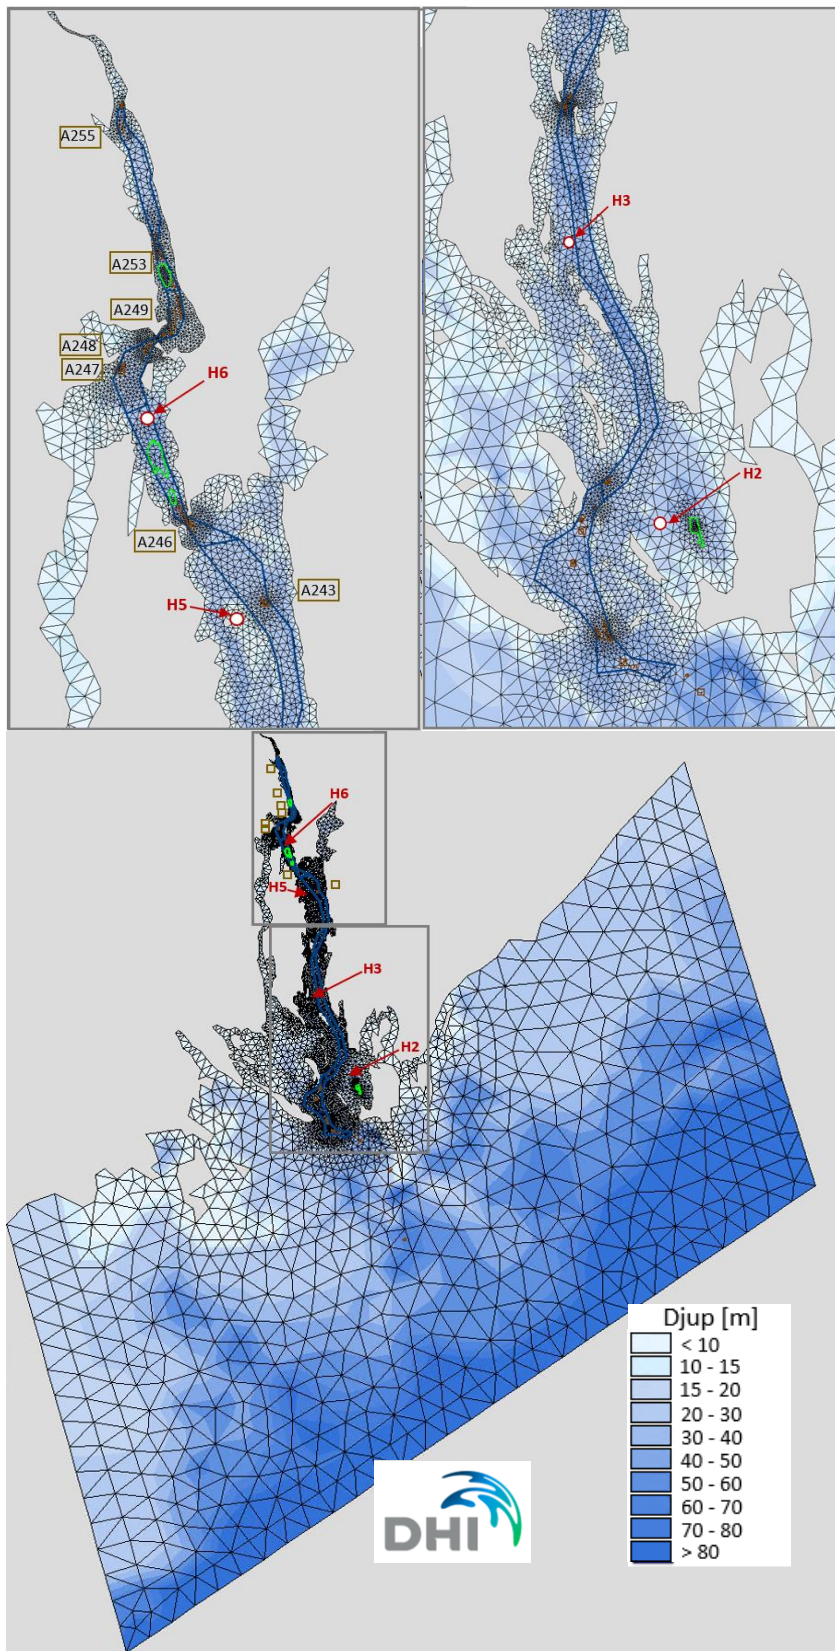 A255
H3
A253
A249
A248
A247
H6
H2
A246
A243
H5
H6
H5
H3
H2
Djup [m]
< 10
10 - 15
15 - 20
20 - 30
30 - 40
40 - 50
50 - 60
60 - 70
70 - 80
> 80
DHI